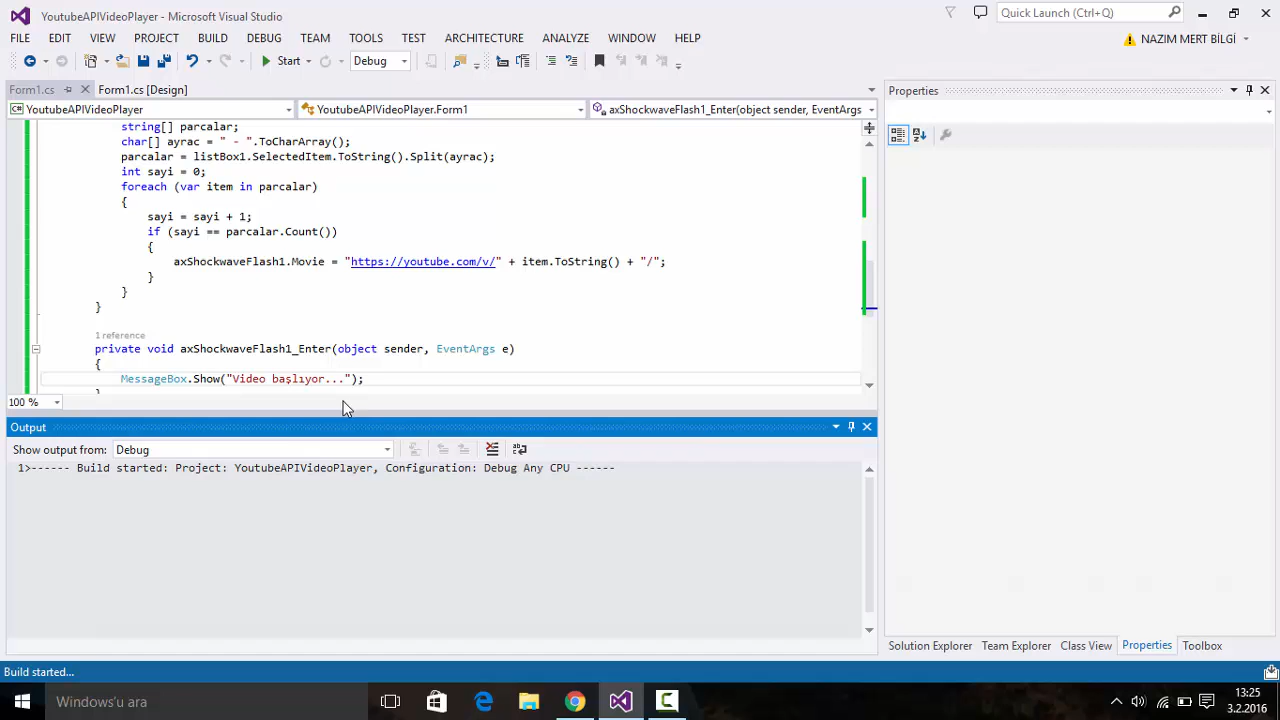 YoutubeAPIVideoPlayer - Microsoft Visual Studio
Quick Launch (Ctrl+Q)
FILE EDIT VIEW PROJECT BUILD DEBUG TEAM TOOLS TEST ARCHITECTURE ANALYZE WINDOW HELP
NAZIM MERT BİLGİ
Start
Debug
Form1.cs
Form1.cs [Design]
YoutubeAPIVideoPlayer
YoutubeAPIVideoPlayer.Form1
axShockwaveFlash1_Enter(object sender, EventArgs
string[] parcalar;
char[] ayrac = " - ".ToCharArray();
parcalar = listBox1.SelectedItem.ToString().Split(ayrac);
int sayi = 0;
foreach (var item in parcalar)
{
sayi = sayi + 1;
if (sayi == parcalar.Count())
{
axShockwaveFlash1.Movie = "https://youtube.com/v/" + item.ToString() + "/";
}
}
}
1 reference
private void axShockwaveFlash1_Enter(object sender, EventArgs e)
{
MessageBox.Show("Video başlıyor...");
}
100 %
Output
Show output from: Debug
1>------ Build started: Project: YoutubeAPIVideoPlayer, Configuration: Debug Any CPU ------
Properties
Solution Explorer Team Explorer Class View Properties Toolbox
Build started...
Windows'u ara
13:25
3.2.2016